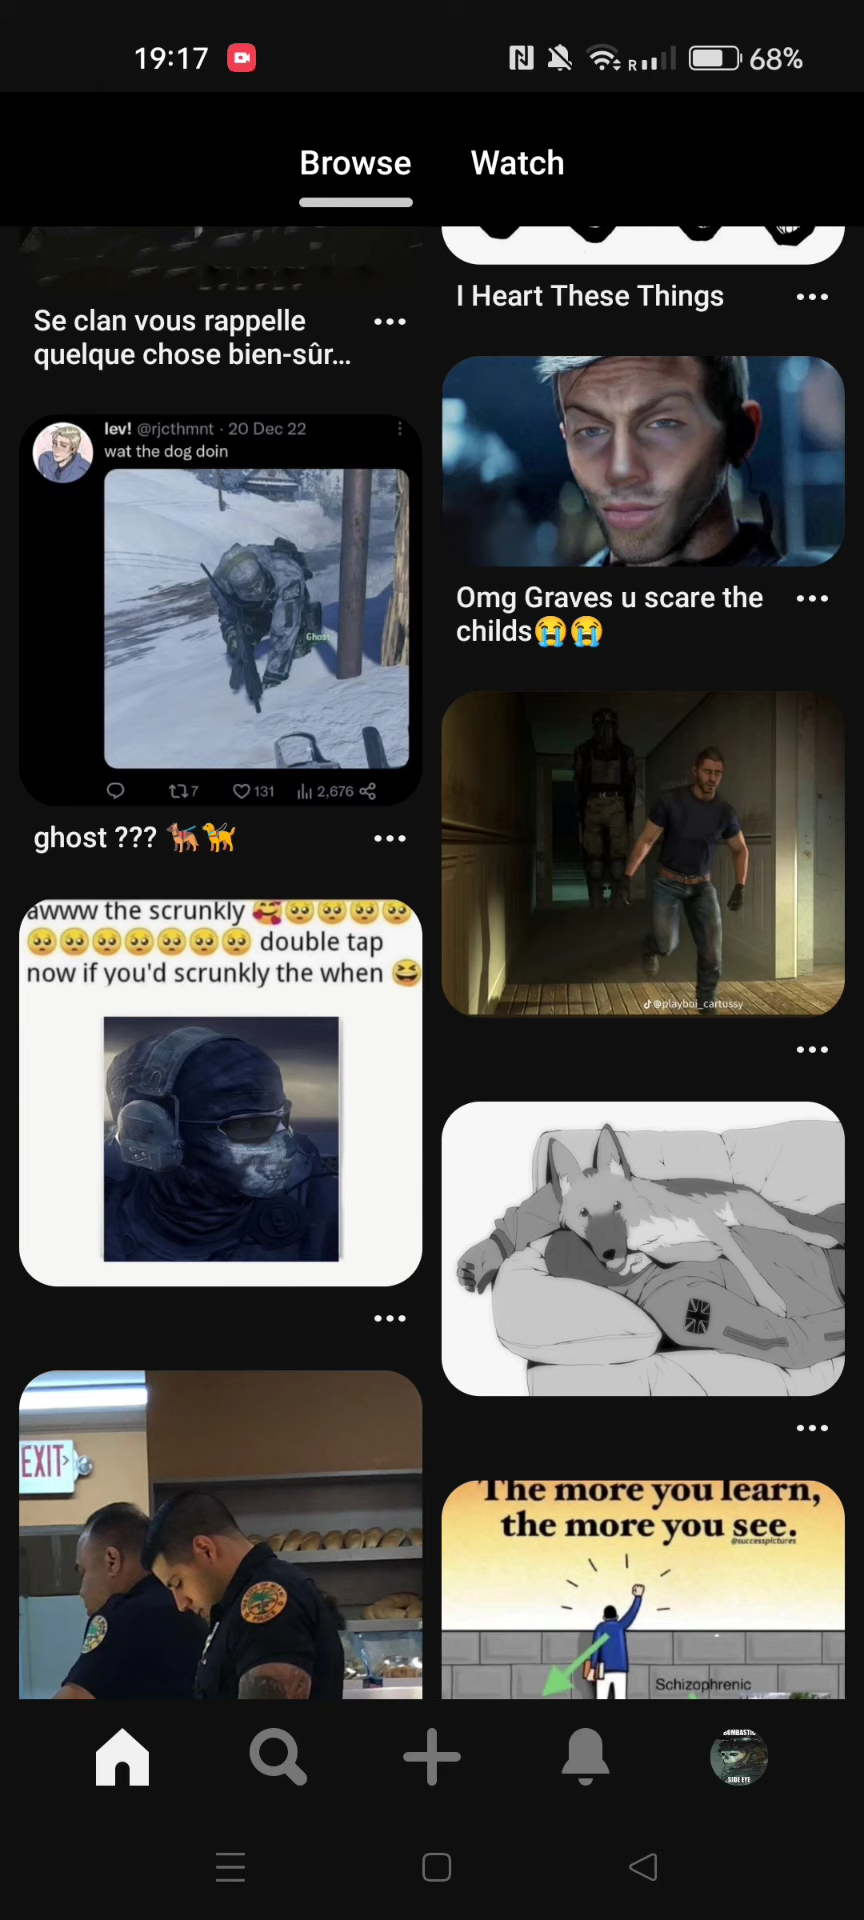 19:17
R
68%
Browse Watch
Se clan vous rappelle
quelque chose bien-sûr...
I Heart These Things
lev! @rjcthmnt · 20 Dec 22
wat the dog doin
Ghost
7
131
2,676
ghost ??? 🐕‍🦺🦮
Omg Graves u scare the
childs😭😭
@playboi_cartussy
awww the scrunkly 🥰🥺🥺🥺🥺
🥺🥺🥺🥺🥺🥺🥺 double tap
now if you'd scrunkly the when 😆
EXIT
The more you learn,
the more you see.
@successpictures
Schizophrenic
BOMBASTIC
SIDE EYE